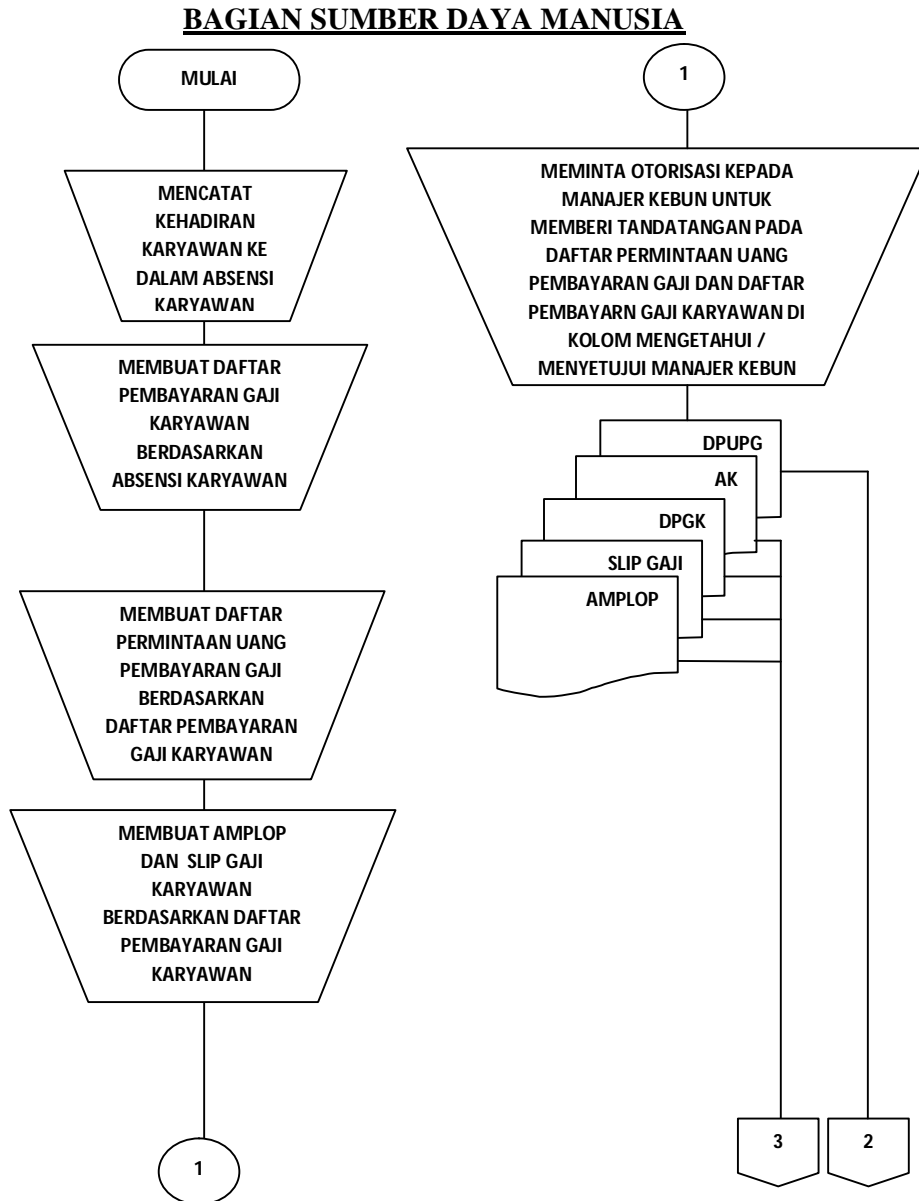 BAGIAN SUMBER DAYA MANUSIA
MULAI
MENCATAT
KEHADIRAN
KARYAWAN KE
DALAM ABSENSI
KARYAWAN
MEMBUAT DAFTAR
PEMBAYARAN GAJI
KARYAWAN
BERDASARKAN
ABSENSI KARYAWAN
MEMBUAT DAFTAR
PERMINTAAN UANG
PEMBAYARAN GAJI
BERDASARKAN
DAFTAR PEMBAYARAN
GAJI KARYAWAN
MEMBUAT AMPLOP
DAN SLIP GAJI
KARYAWAN
BERDASARKAN DAFTAR
PEMBAYARAN GAJI
KARYAWAN
1
1
MEMINTA OTORISASI KEPADA
MANAJER KEBUN UNTUK
MEMBERI TANDATANGAN PADA
DAFTAR PERMINTAAN UANG
PEMBAYARAN GAJI DAN DAFTAR
PEMBAYARN GAJI KARYAWAN DI
KOLOM MENGETAHUI /
MENYETUJUI MANAJER KEBUN
DPUPG
AK
DPGK
SLIP GAJI
AMPLOP
3
2